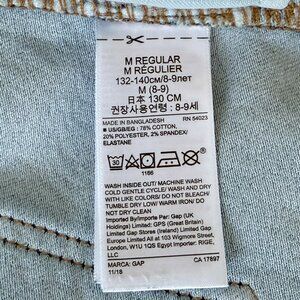 M REGULAR
M RÉGULIER
132-140см/8-9лет
M (8-9)
日本 130 CM
권장사용연령 : 8-9세
MADE IN BANGLADESH RN 54023
■ US/GB/EG : 78% COTTON,
20% POLYESTER, 2% SPANDEX/
ELASTANE
30
1166
WASH INSIDE OUT/ MACHINE WASH
COLD GENTLE CYCLE/ WASH AND DRY
WITH LIKE COLORS/ DO NOT BLEACH/
TUMBLE DRY LOW/ WARM IRON/ DO
NOT DRY CLEAN
Imported By/Importé Par: Gap (UK
Holdings) Limited; GPS (Great Britain)
Limited Gap Stores (Ireland) Limited Gap
Europe Limited All at 103 Wigmore Street,
London, W1U 1QS Egypt Importer: RIGE,
LLC
MARCA: GAP CA 17897
11/18